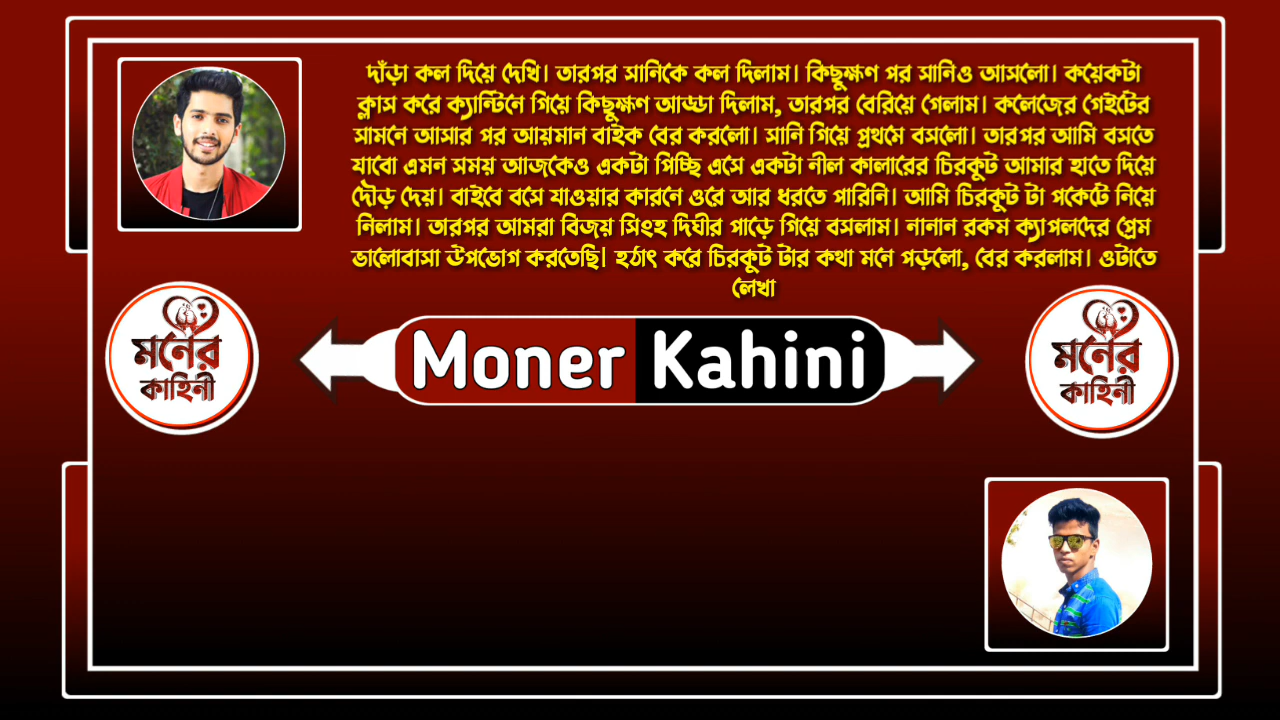 দাঁড়া কল দিয়ে দেখি। তারপর সানিকে কল দিলাম। কিছুক্ষণ পর সানিও আসলো। কয়েকটা
ক্লাস করে ক্যান্টিনে গিয়ে কিছুক্ষণ আড্ডা দিলাম, তারপর বেরিয়ে গেলাম। কলেজের গেইটের
সামনে আসার পর আয়মান বাইক বের করলো। সানি গিয়ে প্রথমে বসলো। তারপর আমি বসতে
যাবো এমন সময় আজকেও একটা পিচ্ছি এসে একটা নীল কালারের চিরকুট আমার হাতে দিয়ে
দৌড় দেয়। বাইবে বসে যাওয়ার কারনে ওরে আর ধরতে পারিনি। আমি চিরকুট টা পকেটে নিয়ে
নিলাম। তারপর আমরা বিজয় সিংহ দিঘীর পাড়ে গিয়ে বসলাম। নানান রকম ক্যাপলদের প্রেম
ভালোবাসা উপভোগ করতেছি। হঠাৎ করে চিরকুট টার কথা মনে পড়লো, বের করলাম। ওটাতে
লেখা
মনের
কাহিনী
Moner Kahini
মনের
কাহিনী